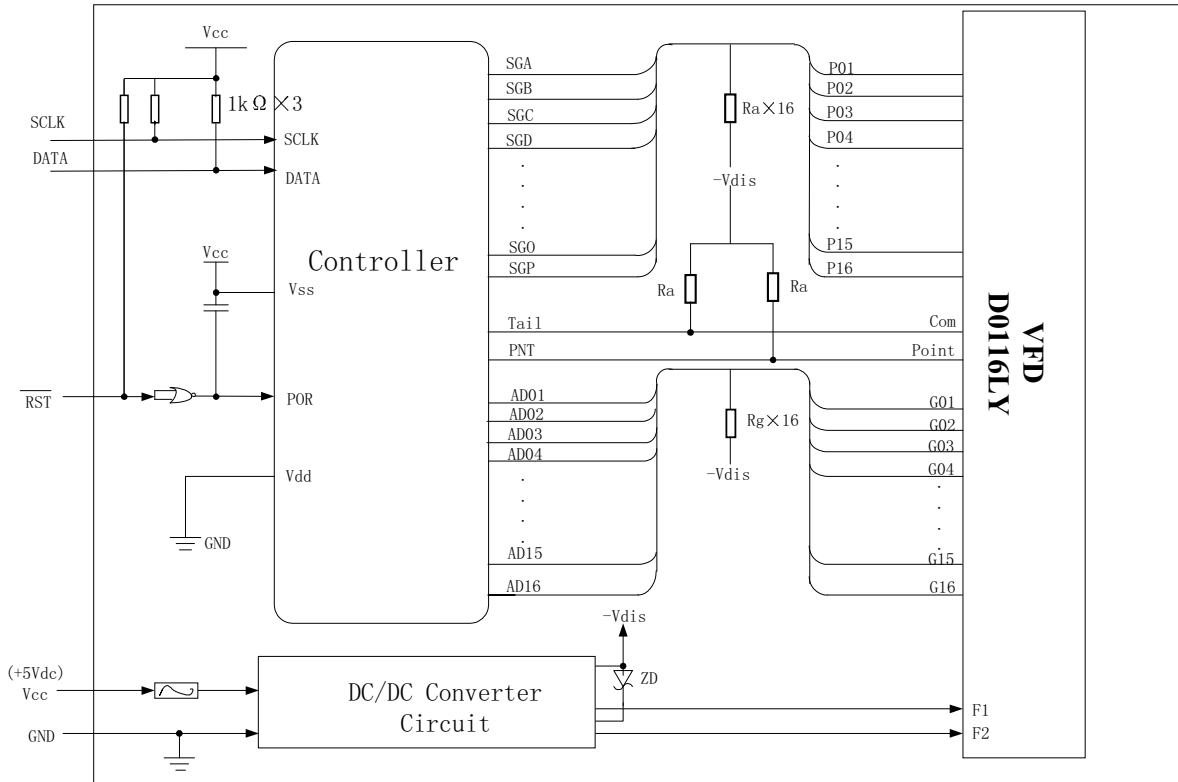 Vcc
1kΩ×3
SCLK
DATA
SCLK
DATA
Vcc
Vss
RST
POR
Vdd
GND
Controller
SGA
SGB
SGC
SGD
SGO
SGP
Tail
PNT
AD01
AD02
AD03
AD04
AD15
AD16
Ra×16
-Vdis
Ra
Ra
Rg×16
-Vdis
P01
P02
P03
P04
P15
P16
Com
Point
G01
G02
G03
G04
G15
G16
VFD
D0116LY
(+5Vdc)
Vcc
GND
DC/DC Converter
Circuit
-Vdis
ZD
F1
F2